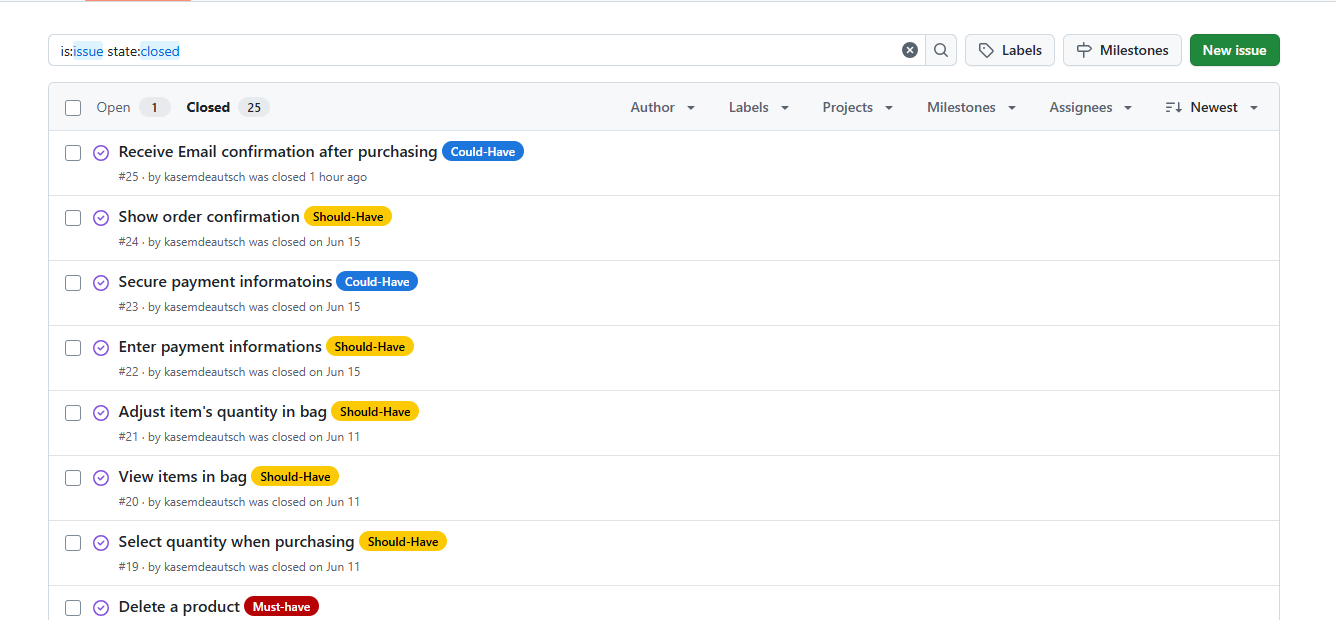 is:issue state:closed
Labels
Milestones
New issue
Open 1 Closed 25 Author Labels Projects Milestones Assignees Newest
Receive Email confirmation after purchasing Could-Have
#25 · by kasemdeautsch was closed 1 hour ago
Show order confirmation Should-Have
#24 · by kasemdeautsch was closed on Jun 15
Secure payment informatoins Could-Have
#23 · by kasemdeautsch was closed on Jun 15
Enter payment informations Should-Have
#22 · by kasemdeautsch was closed on Jun 15
Adjust item's quantity in bag Should-Have
#21 · by kasemdeautsch was closed on Jun 11
View items in bag Should-Have
#20 · by kasemdeautsch was closed on Jun 11
Select quantity when purchasing Should-Have
#19 · by kasemdeautsch was closed on Jun 11
Delete a product Must-have